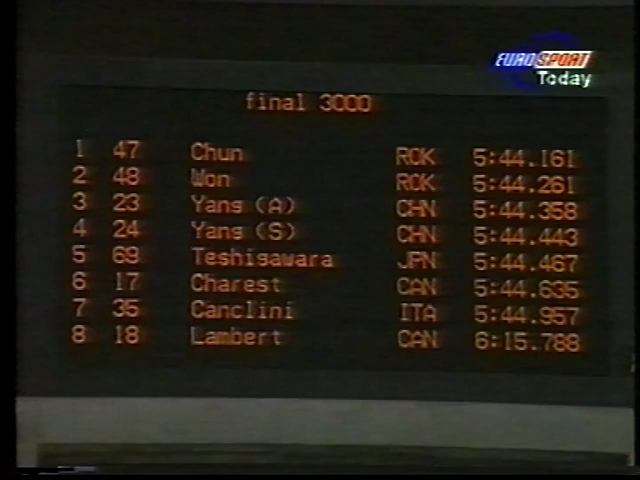 EUROSPORT
Today
final 3000
1 47 Chun ROK 5:44.161
2 48 Won ROK 5:44.261
3 23 Yang (A) CHN 5:44.358
4 24 Yang (S) CHN 5:44.443
5 69 Teshigawara JPN 5:44.467
6 17 Charest CAN 5:44.635
7 35 Canclini ITA 5:44.957
8 18 Lambert CAN 6:15.788